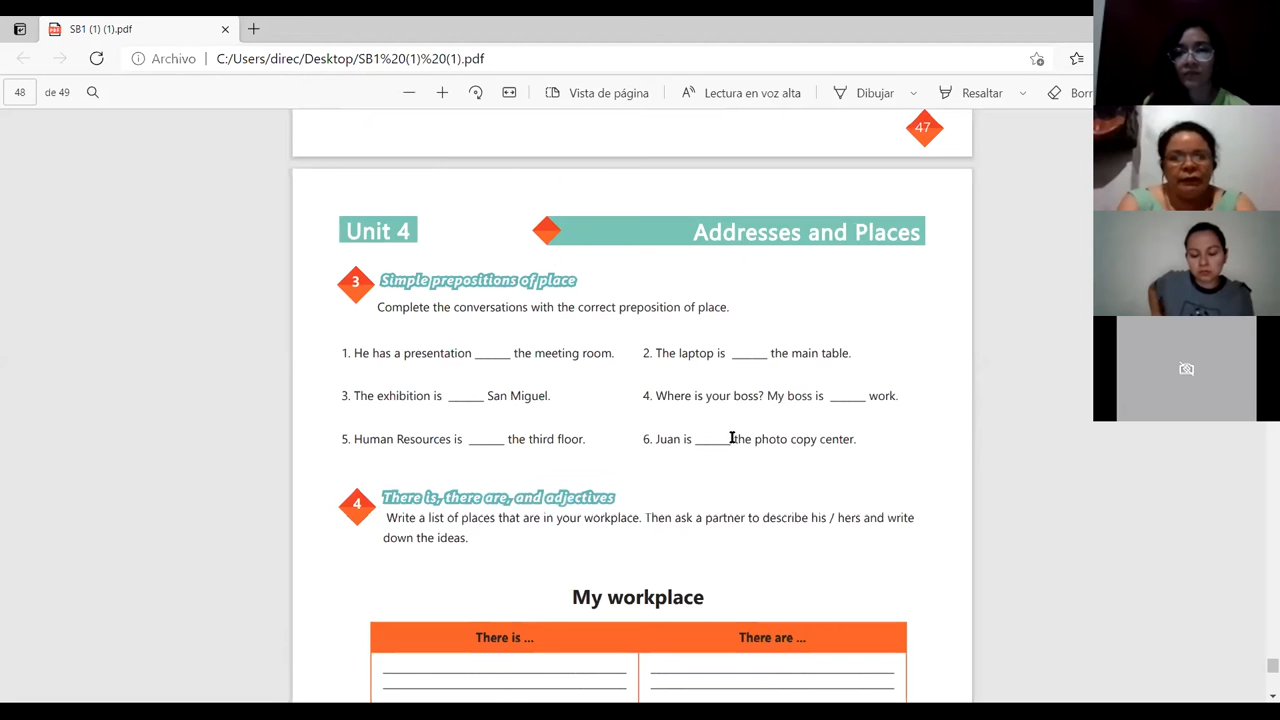 SB1 (1) (1).pdf
Archivo
C:/Users/direc/Desktop/SB1%20(1)%20(1).pdf
48 de 49
Vista de página
Lectura en voz alta
Dibujar
Resaltar
Borr
47
Unit 4
Addresses and Places
3 Simple prepositions of place
Complete the conversations with the correct preposition of place.
1. He has a presentation ______ the meeting room.
2. The laptop is ______ the main table.
3. The exhibition is ______ San Miguel.
4. Where is your boss? My boss is ______ work.
5. Human Resources is ______ the third floor.
6. Juan is ______ the photo copy center.
4 There is, there are, and adjectives
Write a list of places that are in your workplace. Then ask a partner to describe his / hers and write
down the ideas.
My workplace
There is ...
There are ...